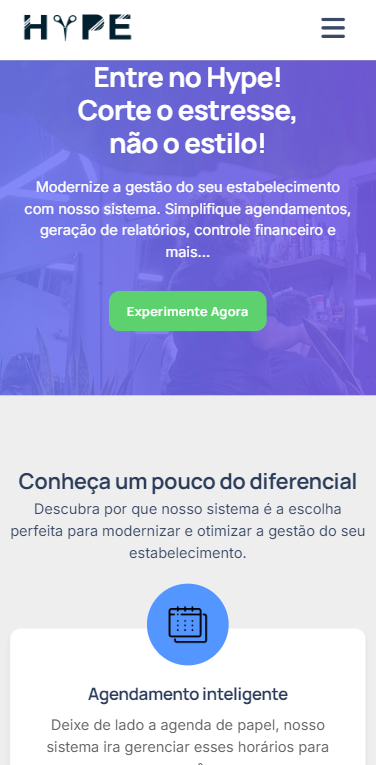 HYPE
Entre no Hype!
Corte o estresse,
não o estilo!
Modernize a gestão do seu estabelecimento
com nosso sistema. Simplifique agendamentos,
geração de relatórios, controle financeiro e
mais...
Experimente Agora
Conheça um pouco do diferencial
Descubra por que nosso sistema é a escolha
perfeita para modernizar e otimizar a gestão do seu
estabelecimento.
Agendamento inteligente
Deixe de lado a agenda de papel, nosso
sistema ira gerenciar esses horários para